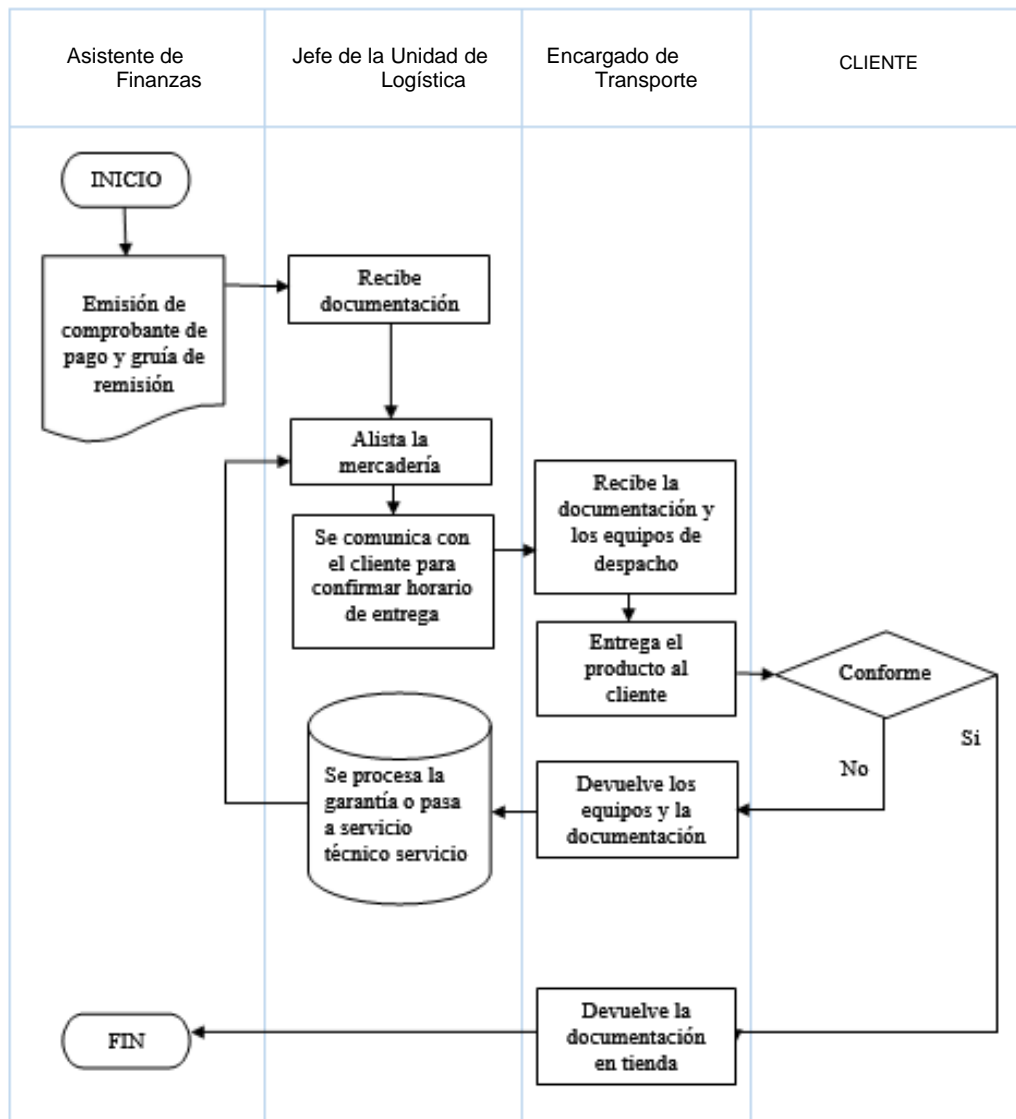 Asistente de
Finanzas
Jefe de la Unidad de
Logística
Encargado de
Transporte
CLIENTE
INICIO
Emisión de
comprobante de
pago y gruía de
remisión
Recibe
documentación
Alista la
mercadería
Se comunica con
el cliente para
confirmar horario
de entrega
Recibe la
documentación y
los equipos de
despacho
Entrega el
producto al
cliente
Conforme
Si
No
Devuelve los
equipos y la
documentación
Se procesa la
garantía o pasa
a servicio
técnico servicio
Devuelve la
documentación
en tienda
FIN